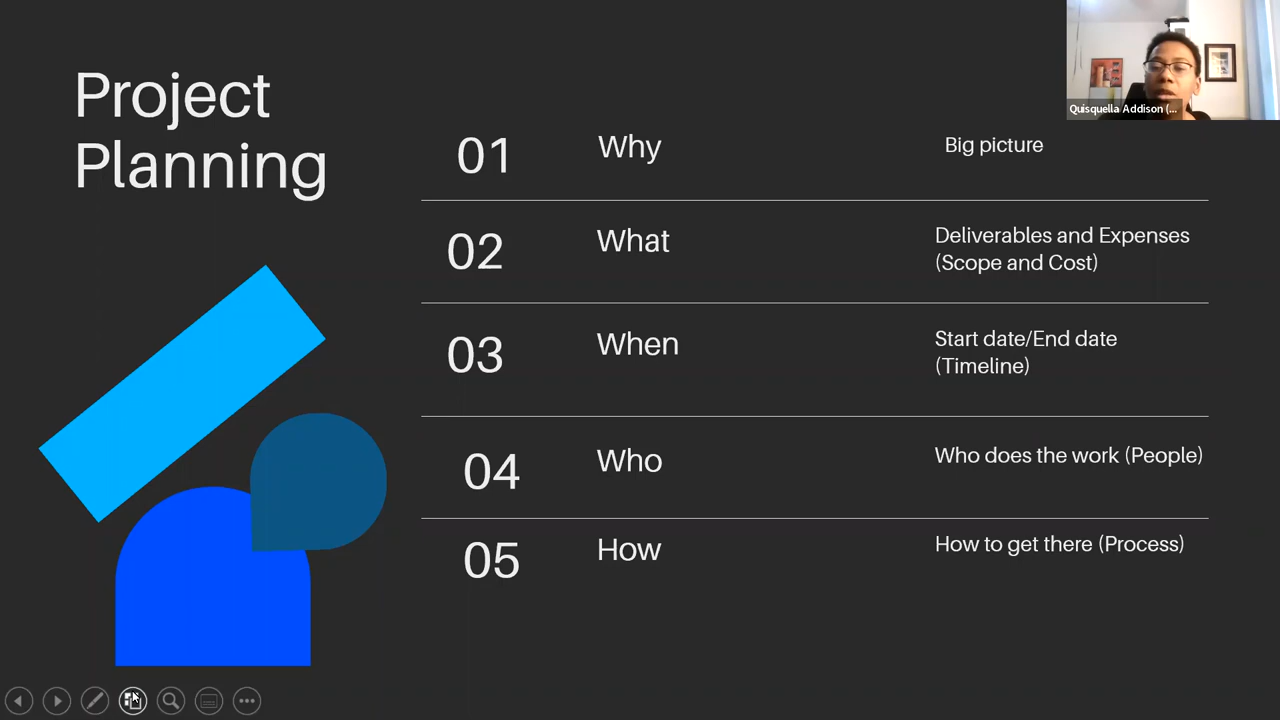 Project
Planning
Quisquella Addison (...
01 Why Big picture
02 What Deliverables and Expenses
(Scope and Cost)
03 When Start date/End date
(Timeline)
04 Who Who does the work (People)
05 How How to get there (Process)